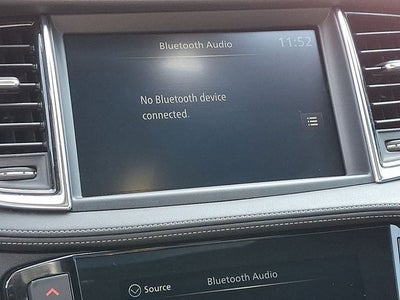 Bluetooth Audio
11:52
No Bluetooth device
connected.
Source
Bluetooth Audio